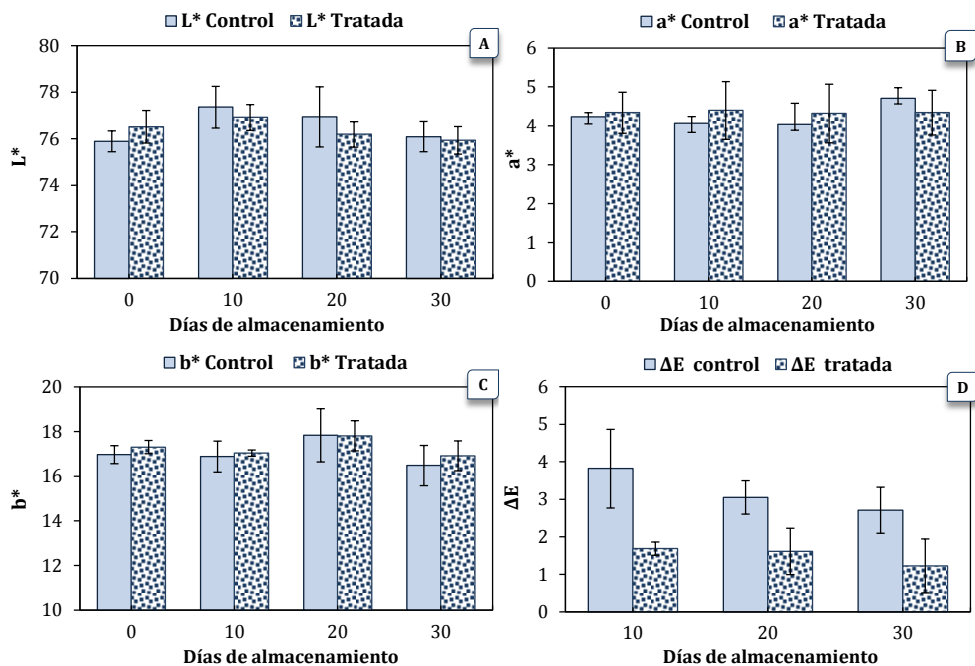 L* Control L* Tratada
A
80
78
76
74
72
70
L*
0 10 20 30
Días de almacenamiento
a* Control a* Tratada
B
6
5
4
3
2
1
0
a*
0 10 20 30
Días de almacenamiento
b* Control b* Tratada
C
20
18
16
14
12
10
b*
0 10 20 30
Días de almacenamiento
ΔE control ΔE tratada
D
6
5
4
3
2
1
0
ΔE
10 20 30
Días de almacenamiento